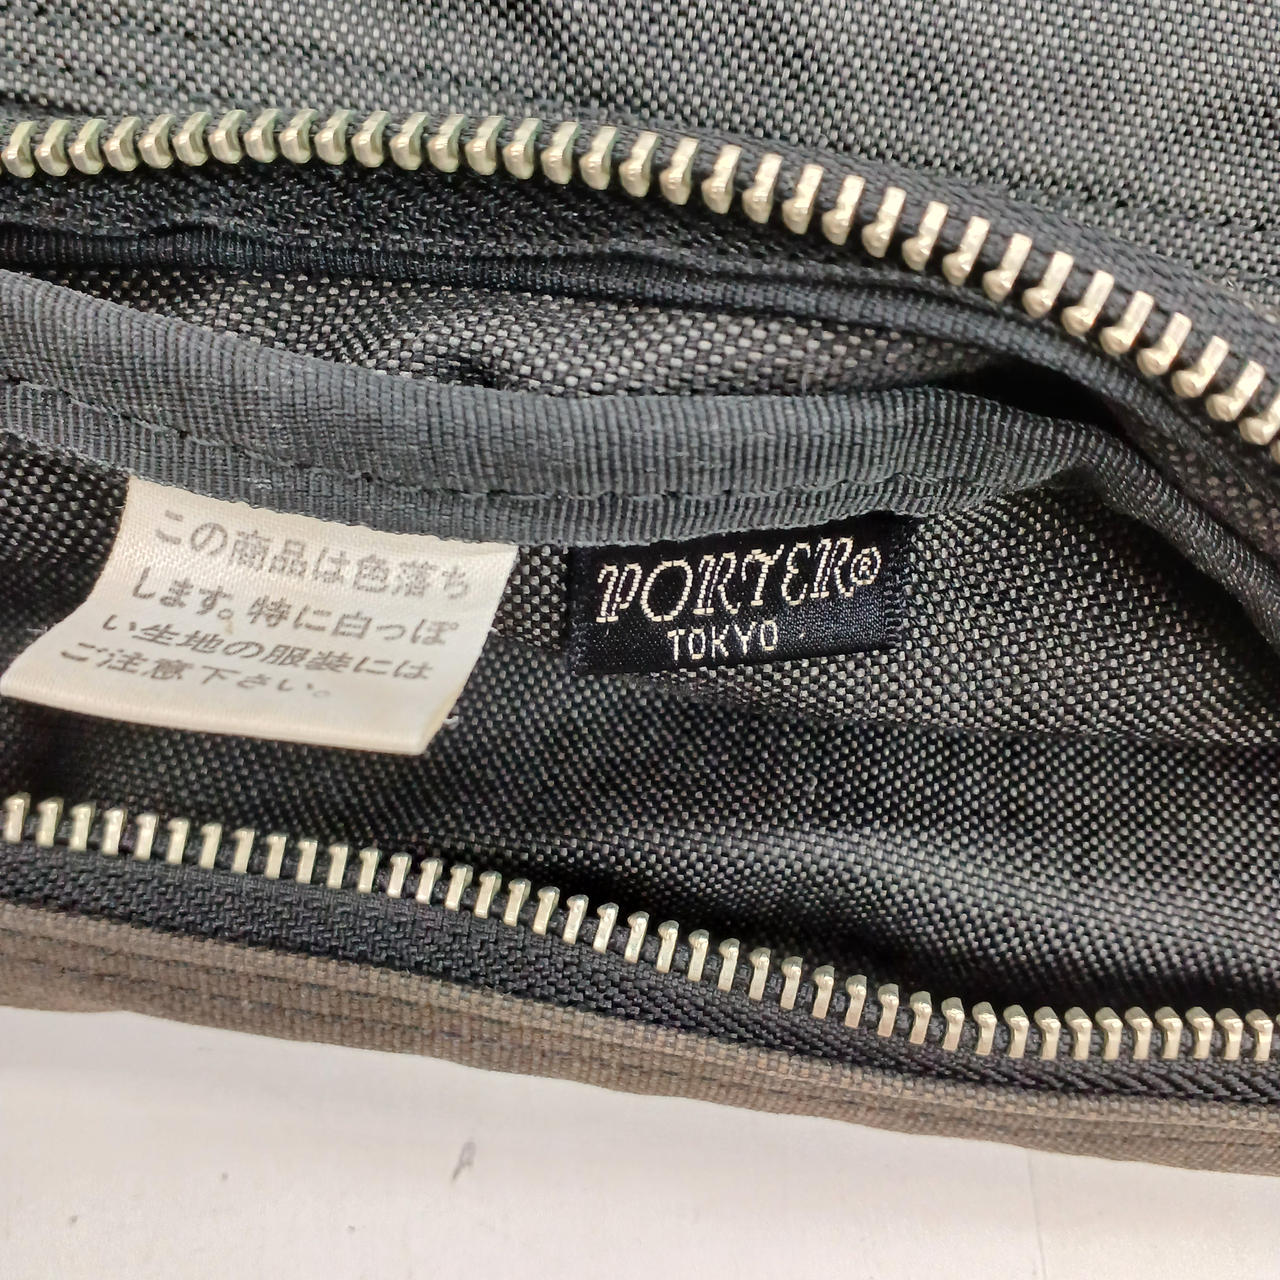 この商品は色落ち
します。特に白っぽ
い生地の服装には
ご注意下さい。
PORTER®
TOKYO